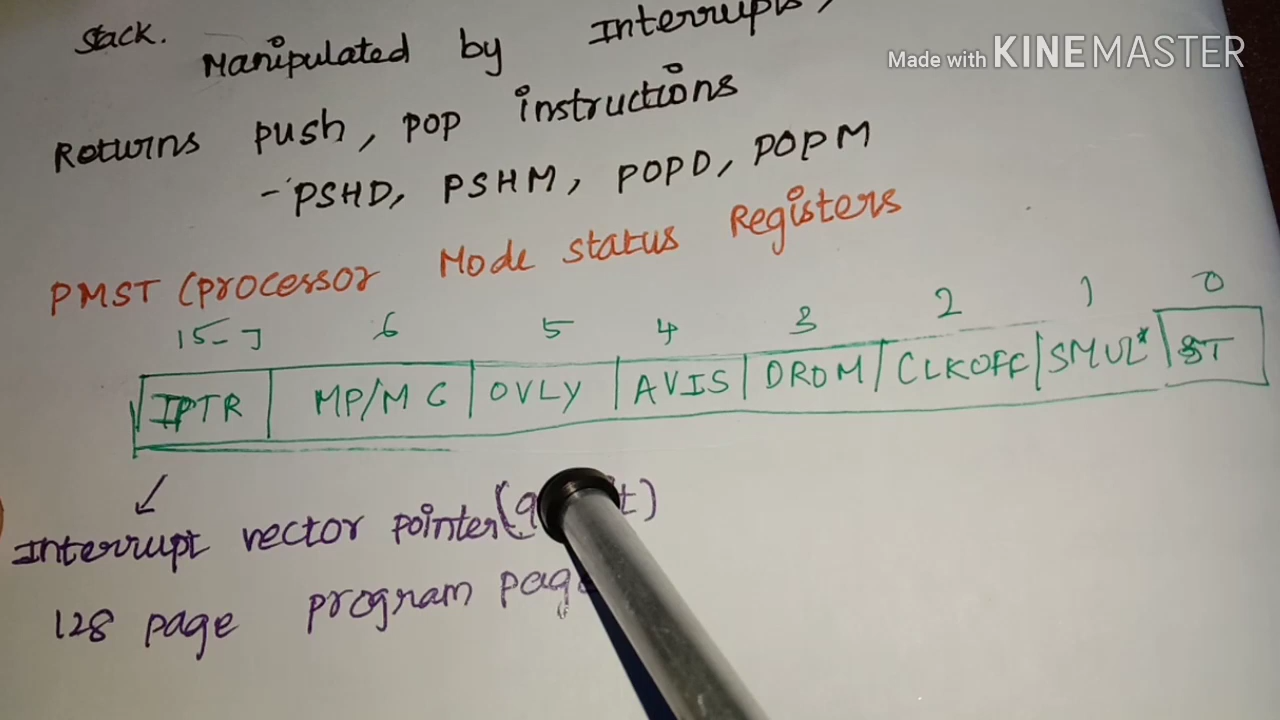 Made with KINEMASTER
Stack.
Manipulated by Interrupts,
Returns push, pop instructions
- PSHD, PSHM, POPD, POPM
PMST (processor Mode status Registers
15-7 6 5 4 3 2 1 0
IPTR MP/MC OVLY AVIS DROM CLKOFF SMUL* ST
Interrupt vector pointer
128 page program page